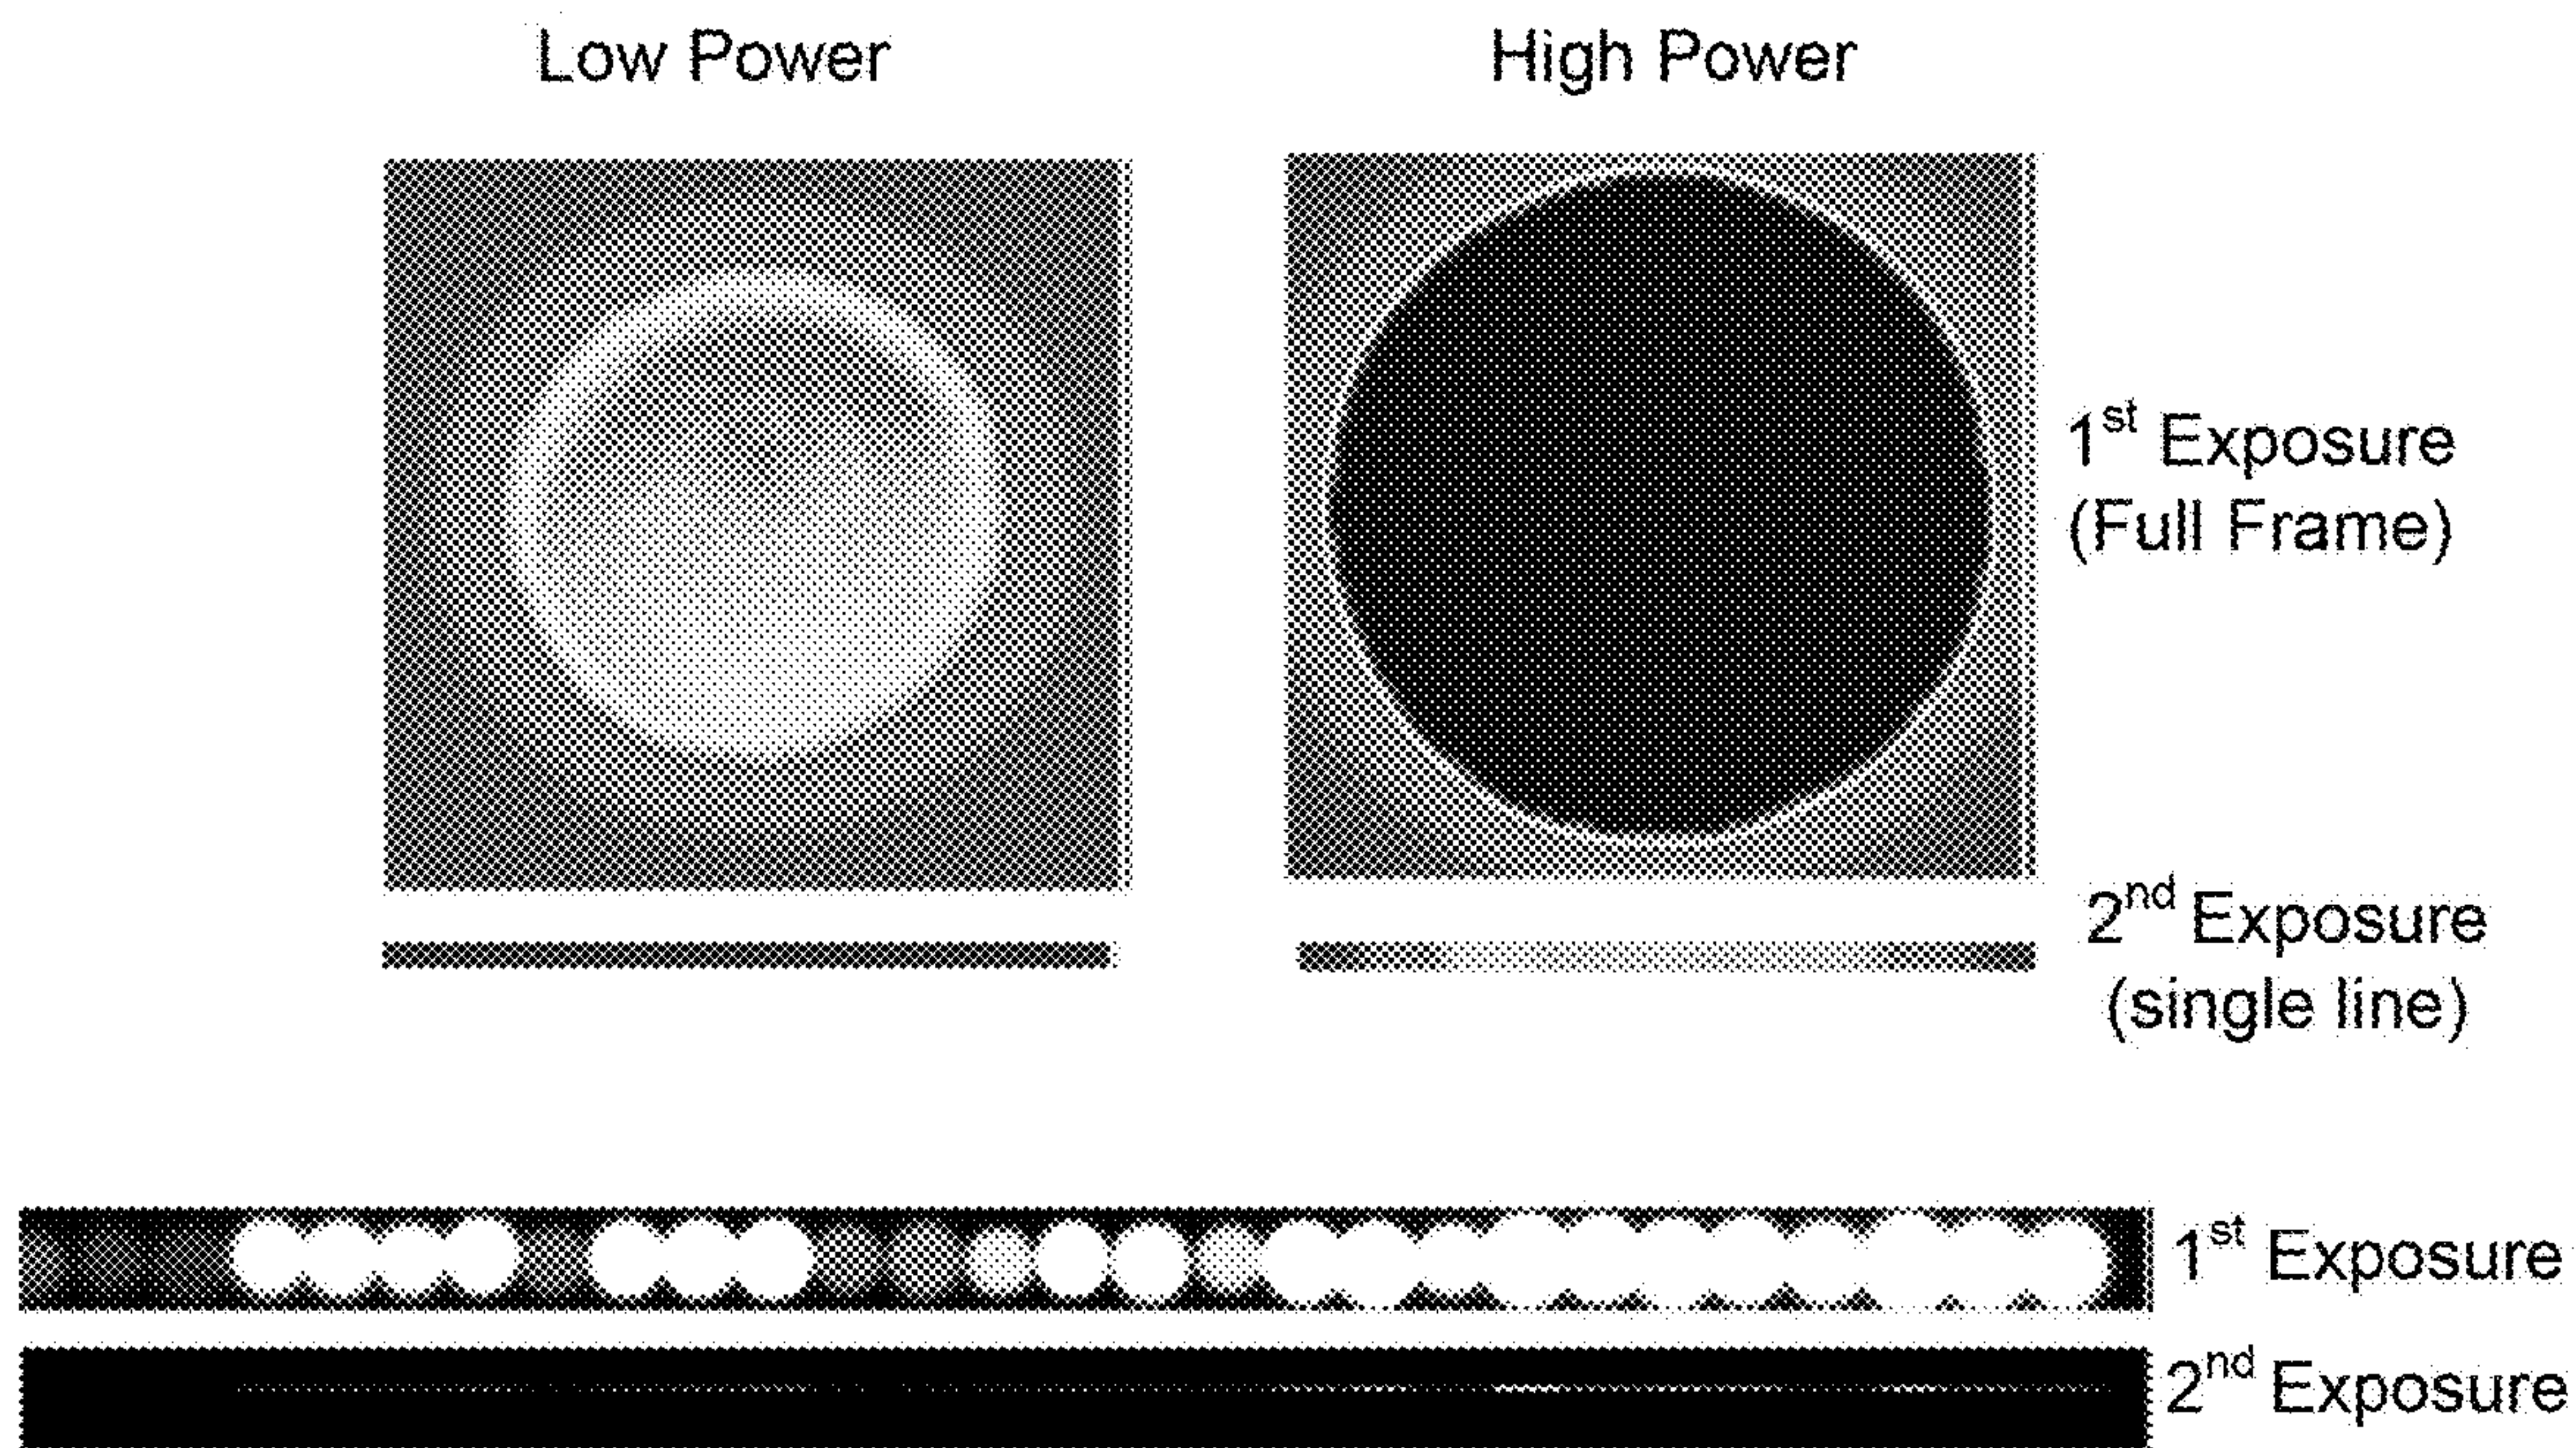 Low Power
High Power
1st Exposure
(Full Frame)
2nd Exposure
(single line)
1st Exposure
2nd Exposure